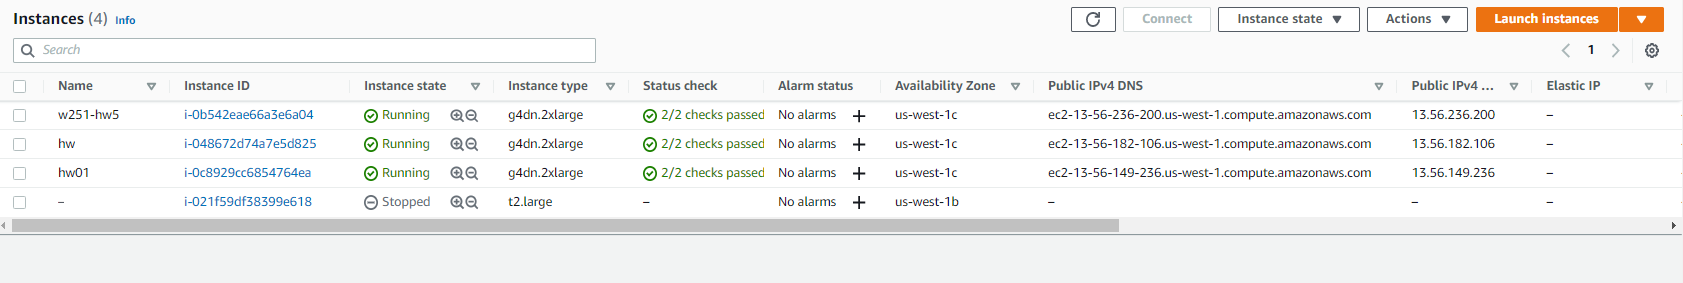 Instances (4) Info Connect Instance state Actions Launch instances
Search 1
Name Instance ID Instance state Instance type Status check Alarm status Availability Zone Public IPv4 DNS Public IPv4 ... Elastic IP
w251-hw5 i-0b542eae66a3e6a04 Running g4dn.2xlarge 2/2 checks passed No alarms + us-west-1c ec2-13-56-236-200.us-west-1.compute.amazonaws.com 13.56.236.200 –
hw i-048672d74a7e5d825 Running g4dn.2xlarge 2/2 checks passed No alarms + us-west-1c ec2-13-56-182-106.us-west-1.compute.amazonaws.com 13.56.182.106 –
hw01 i-0c8929cc6854764ea Running g4dn.2xlarge 2/2 checks passed No alarms + us-west-1c ec2-13-56-149-236.us-west-1.compute.amazonaws.com 13.56.149.236 –
– i-021f59df38399e618 Stopped t2.large – No alarms + us-west-1b – – –